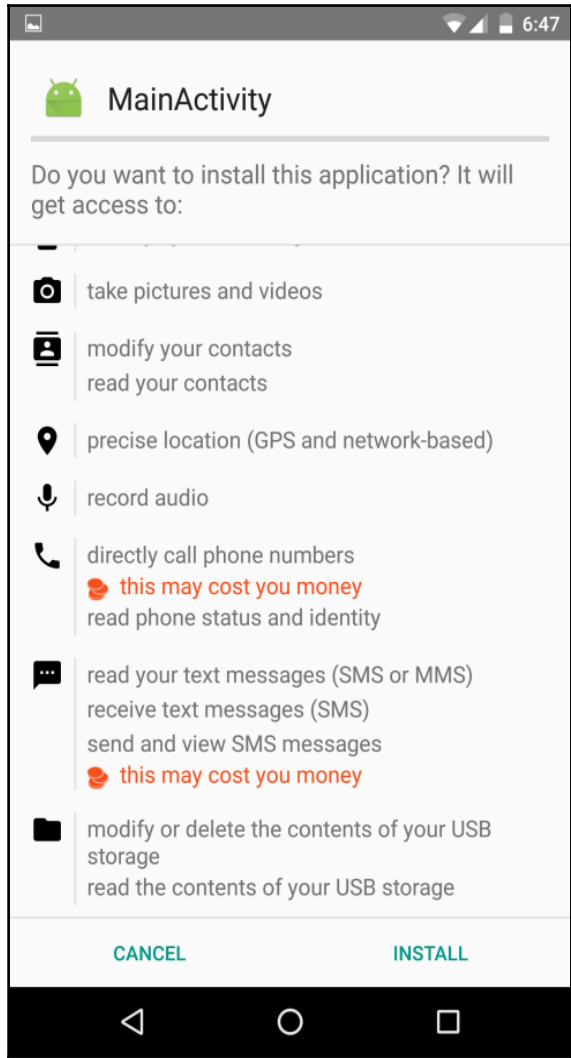 6:47
MainActivity
Do you want to install this application? It will
get access to:
take pictures and videos
modify your contacts
read your contacts
precise location (GPS and network-based)
record audio
directly call phone numbers
this may cost you money
read phone status and identity
read your text messages (SMS or MMS)
receive text messages (SMS)
send and view SMS messages
this may cost you money
modify or delete the contents of your USB
storage
read the contents of your USB storage
CANCEL INSTALL